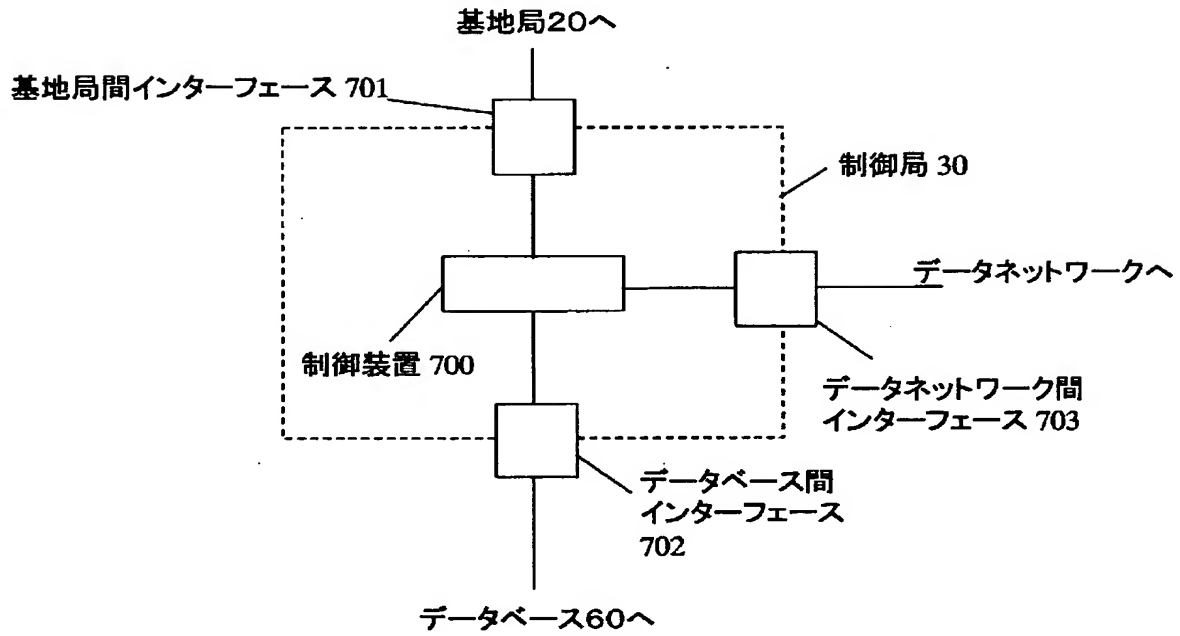 基地局20へ
基地局間インターフェース 701
制御局 30
データネットワークへ
制御装置 700
データネットワーク間
インターフェース 703
データベース間
インターフェース
702
データベース60へ